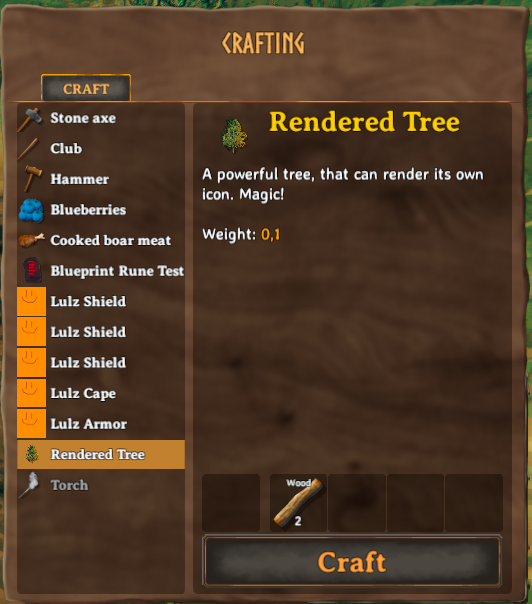 CRAFTING
CRAFT
Stone axe
Club
Hammer
Blueberries
Cooked boar meat
Blueprint Rune Test
Lulz Shield
Lulz Shield
Lulz Shield
Lulz Cape
Lulz Armor
Rendered Tree
Torch
Rendered Tree
A powerful tree, that can render its own
icon. Magic!
Weight: 0,1
Wood
2
Craft